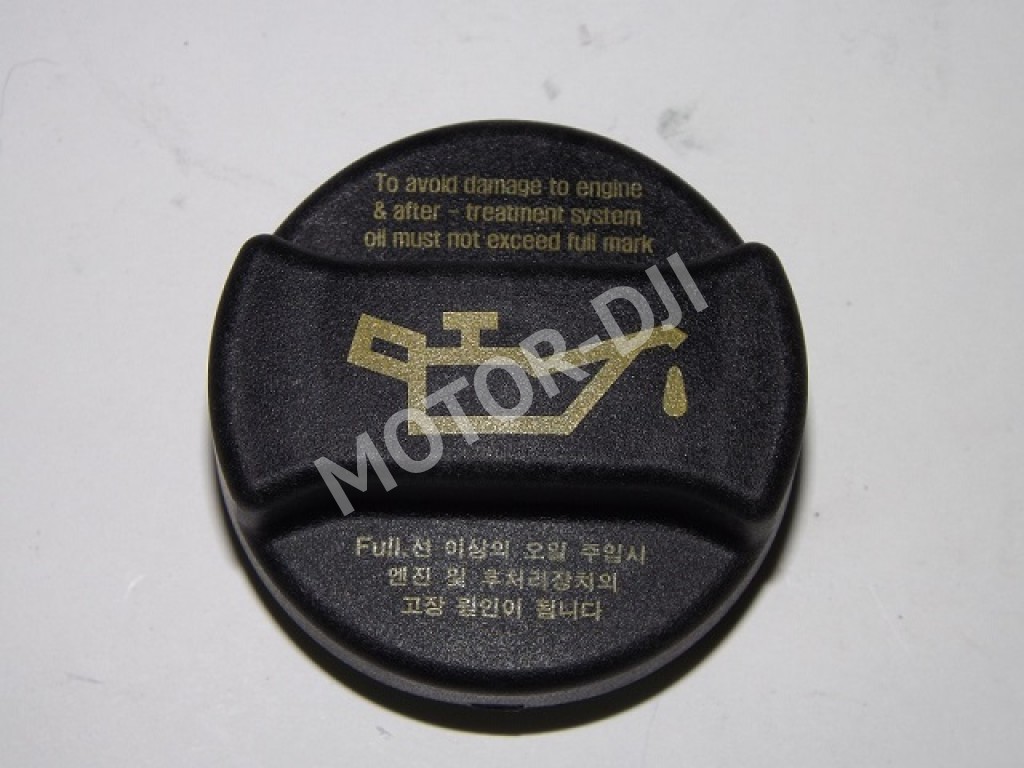 To avoid damage to engine
& after - treatment system
oil must not exceed full mark
MOTOR-DJI
Full.선 이상의 오일 주입시
엔진 및 후처리장치의
고장 원인이 됩니다